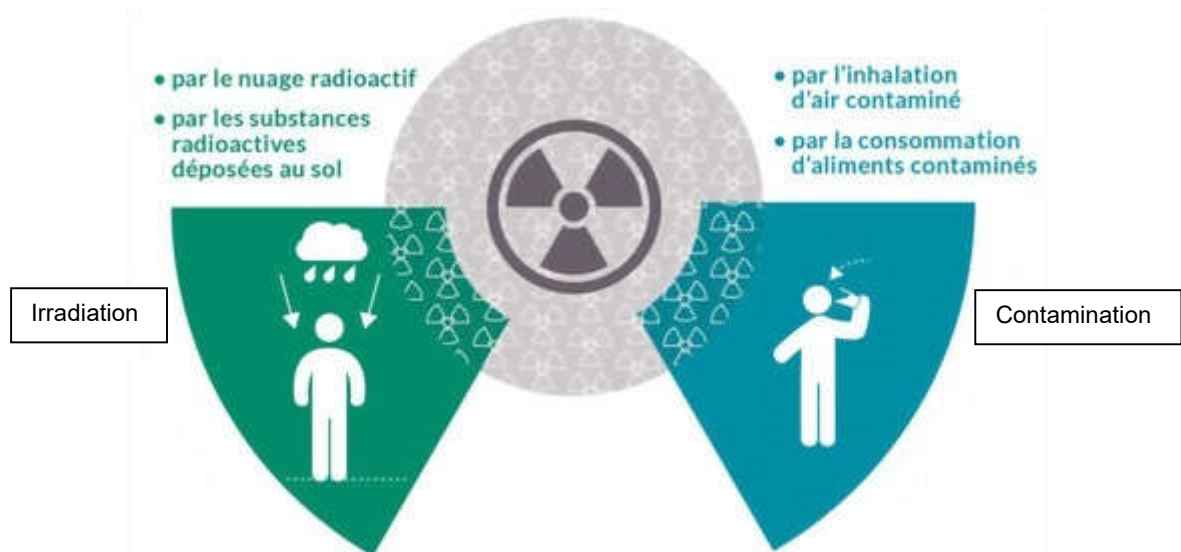 • par le nuage radioactif
• par les substances
radioactives
déposées au sol
• par l'inhalation
d'air contaminé
• par la consommation
d'aliments contaminés
Irradiation
Contamination